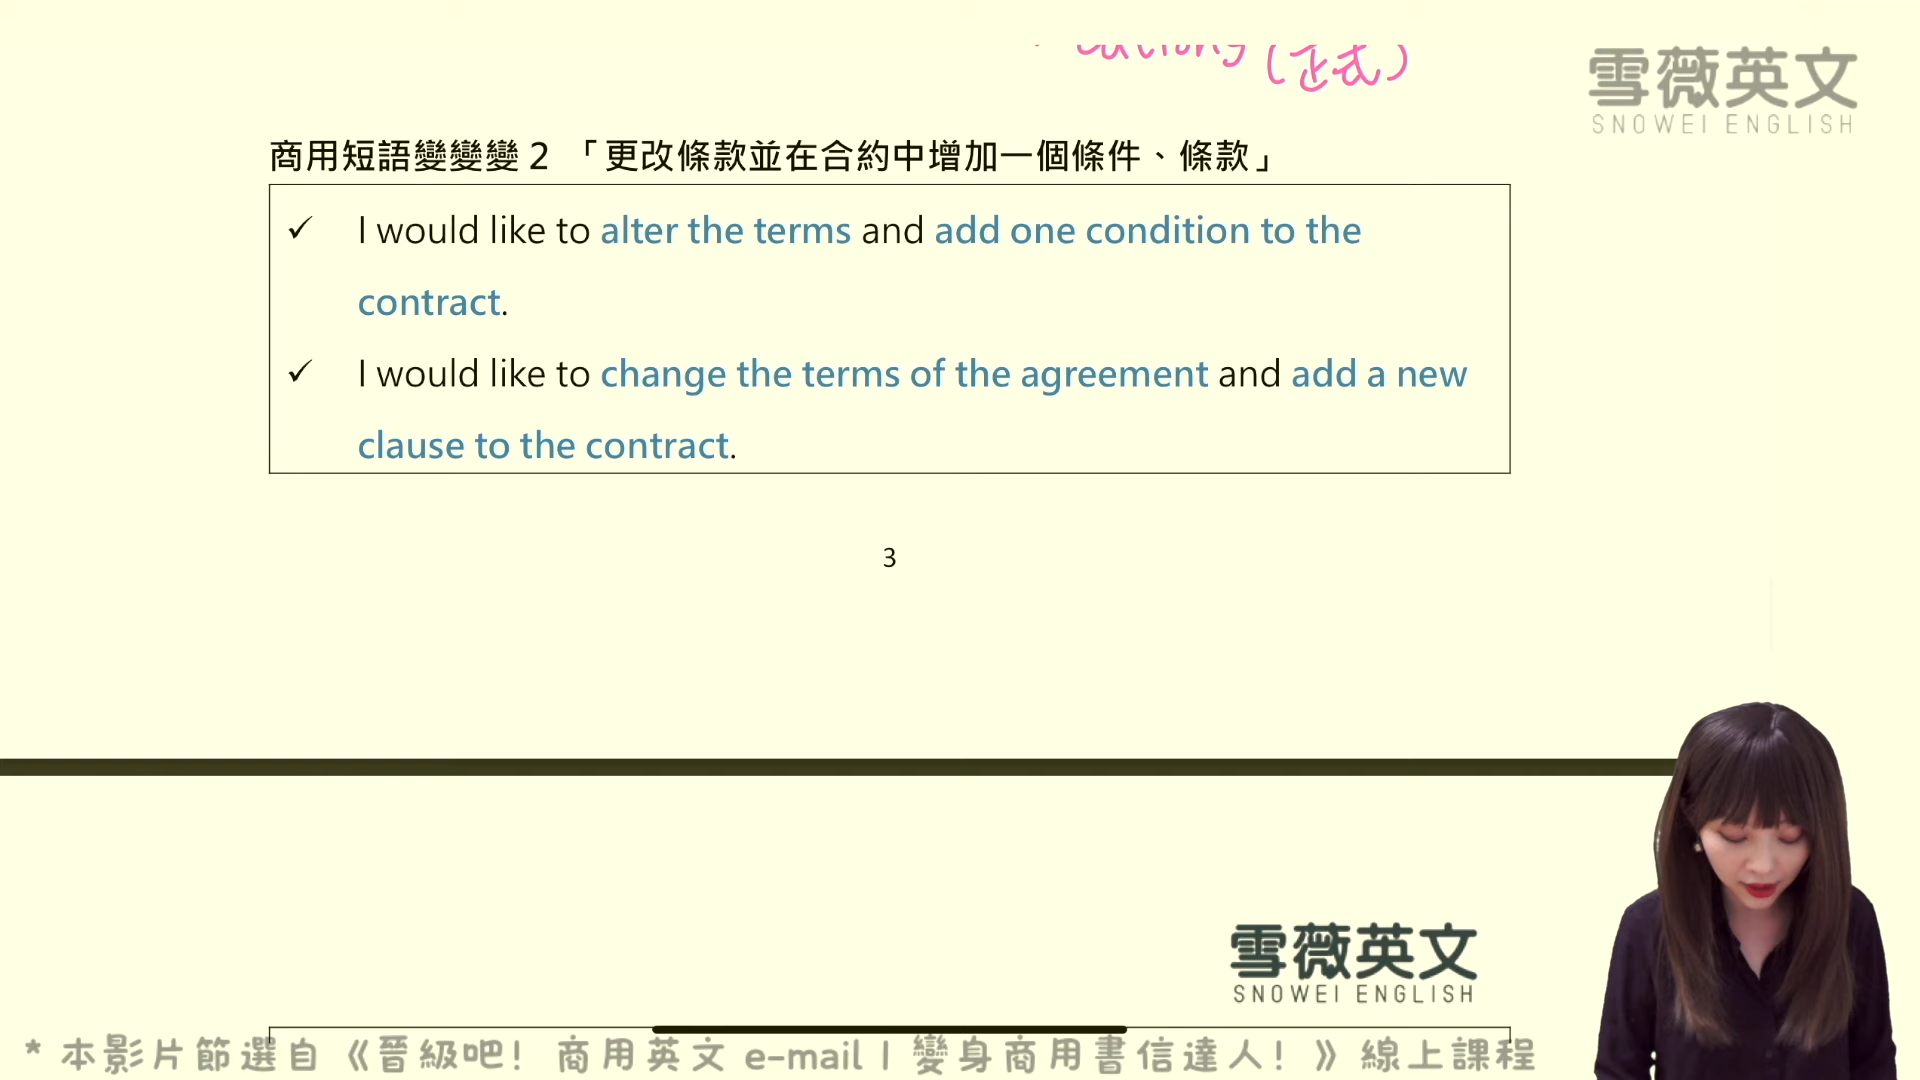 (正式)
雪薇英文
SNOWEI ENGLISH
商用短語變變變 2 「更改條款並在合約中增加一個條件、條款」
✓ I would like to alter the terms and add one condition to the
contract.
✓ I would like to change the terms of the agreement and add a new
clause to the contract.
3
雪薇英文
SNOWEI ENGLISH
* 本影片節選自《晉級吧！商用英文 e-mail I 變身商用書信達人！》線上課程